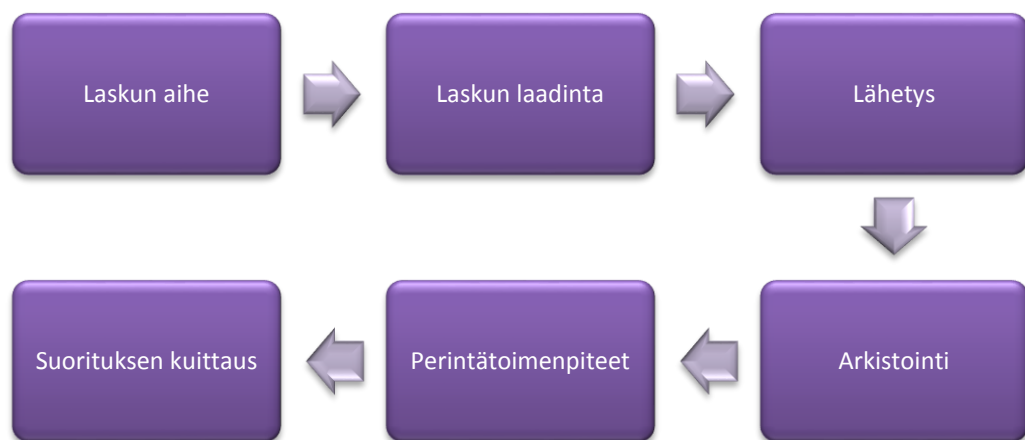 Laskun aihe
Laskun laadinta
Lähetys
Arkistointi
Perintätoimenpiteet
Suorituksen kuittaus